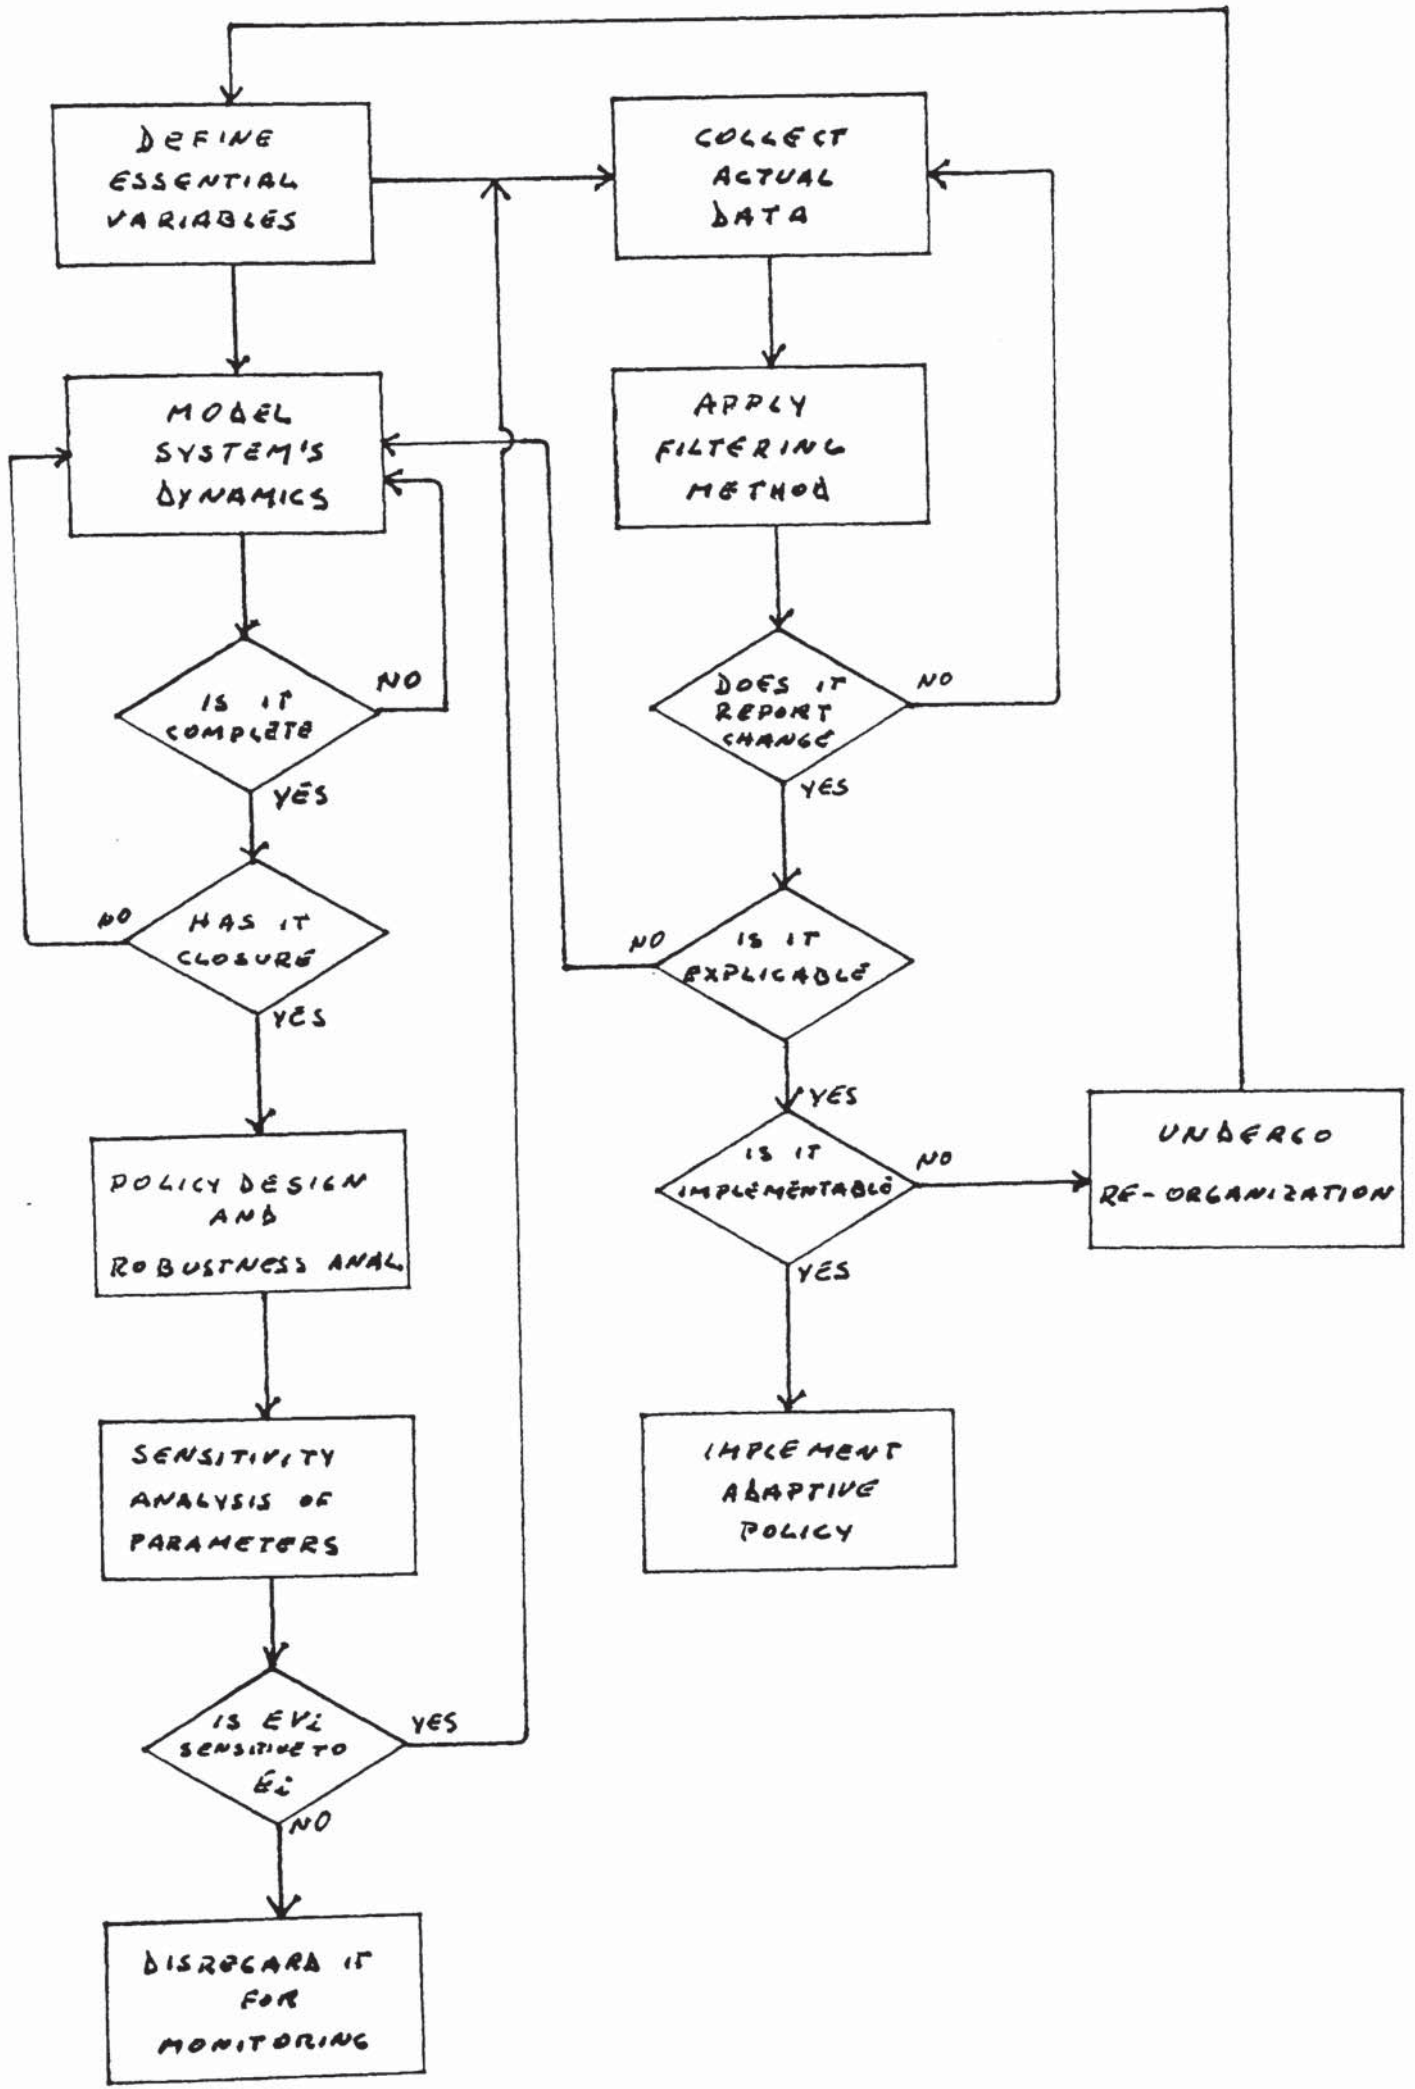 DEFINE
ESSENTIAL
VARIABLES
COLLECT
ACTUAL
DATA
MODEL
SYSTEM'S
DYNAMICS
APPLY
FILTERING
METHOD
IS IT
COMPLETE
NO
YES
DOES IT
REPORT
CHANGE
NO
YES
HAS IT
CLOSURE
NO
YES
IS IT
EXPLICABLE
NO
YES
IS IT
IMPLEMENTABLE
NO
YES
UNDERGO
RE-ORGANIZATION
POLICY DESIGN
AND
ROBUSTNESS ANAL.
SENSITIVITY
ANALYSIS OF
PARAMETERS
IMPLEMENT
ADAPTIVE
POLICY
IS EVi
SENSITIVE TO
Ei
YES
NO
DISREGARD IT
FOR
MONITORING